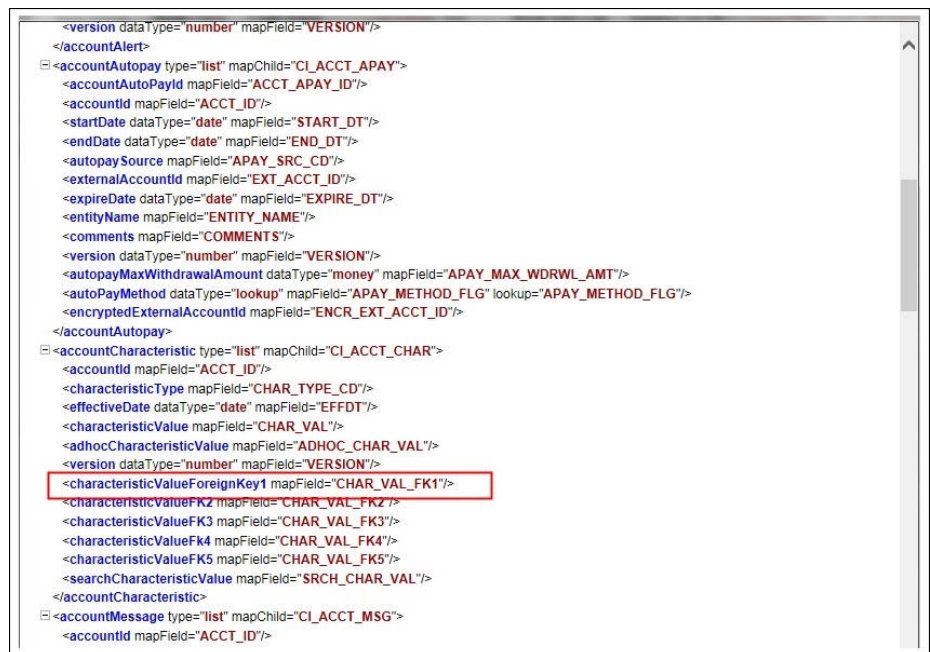 <version dataType="number" mapField="VERSION"/>
</accountAlert>
<accountAutopay type="list" mapChild="CI_ACCT_APAY">
<accountAutoPayId mapField="ACCT_APAY_ID"/>
<accountId mapField="ACCT_ID"/>
<startDate dataType="date" mapField="START_DT"/>
<endDate dataType="date" mapField="END_DT"/>
<autopaySource mapField="APAY_SRC_CD"/>
<externalAccountId mapField="EXT_ACCT_ID"/>
<expireDate dataType="date" mapField="EXPIRE_DT"/>
<entityName mapField="ENTITY_NAME"/>
<comments mapField="COMMENTS"/>
<version dataType="number" mapField="VERSION"/>
<autopayMaxWithdrawalAmount dataType="money" mapField="APAY_MAX_WDRWL_AMT"/>
<autoPayMethod dataType="lookup" mapField="APAY_METHOD_FLG" lookup="APAY_METHOD_FLG"/>
<encryptedExternalAccountId mapField="ENCR_EXT_ACCT_ID"/>
</accountAutopay>
<accountCharacteristic type="list" mapChild="CI_ACCT_CHAR">
<accountId mapField="ACCT_ID"/>
<characteristicType mapField="CHAR_TYPE_CD"/>
<effectiveDate dataType="date" mapField="EFFDT"/>
<characteristicValue mapField="CHAR_VAL"/>
<adhocCharacteristicValue mapField="ADHOC_CHAR_VAL"/>
<version dataType="number" mapField="VERSION"/>
<characteristicValueForeignKey1 mapField="CHAR_VAL_FK1"/>
<characteristicValueFK2 mapField="CHAR_VAL_FK2"/>
<characteristicValueFK3 mapField="CHAR_VAL_FK3"/>
<characteristicValueFk4 mapField="CHAR_VAL_FK4"/>
<characteristicValueFK5 mapField="CHAR_VAL_FK5"/>
<searchCharacteristicValue mapField="SRCH_CHAR_VAL"/>
</accountCharacteristic>
<accountMessage type="list" mapChild="CI_ACCT_MSG">
<accountId mapField="ACCT_ID"/>